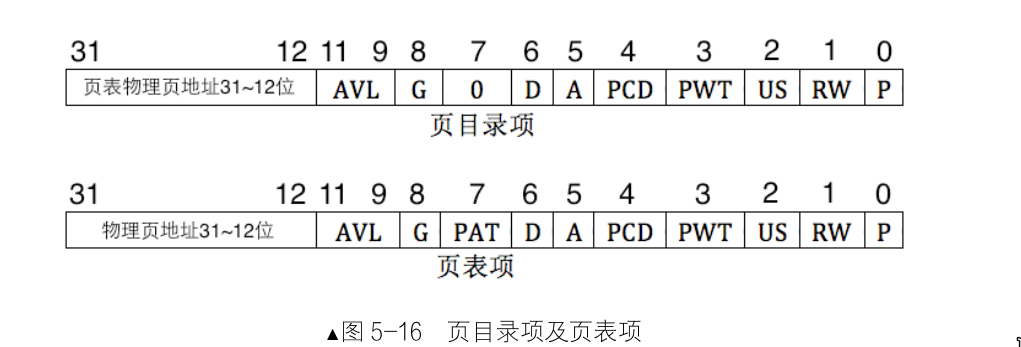 31 12 11 9 8 7 6 5 4 3 2 1 0
页表物理页地址31~12位 AVL G 0 D A PCD PWT US RW P
页目录项
31 12 11 9 8 7 6 5 4 3 2 1 0
物理页地址31~12位 AVL G PAT D A PCD PWT US RW P
页表项
▲图 5-16 页目录项及页表项